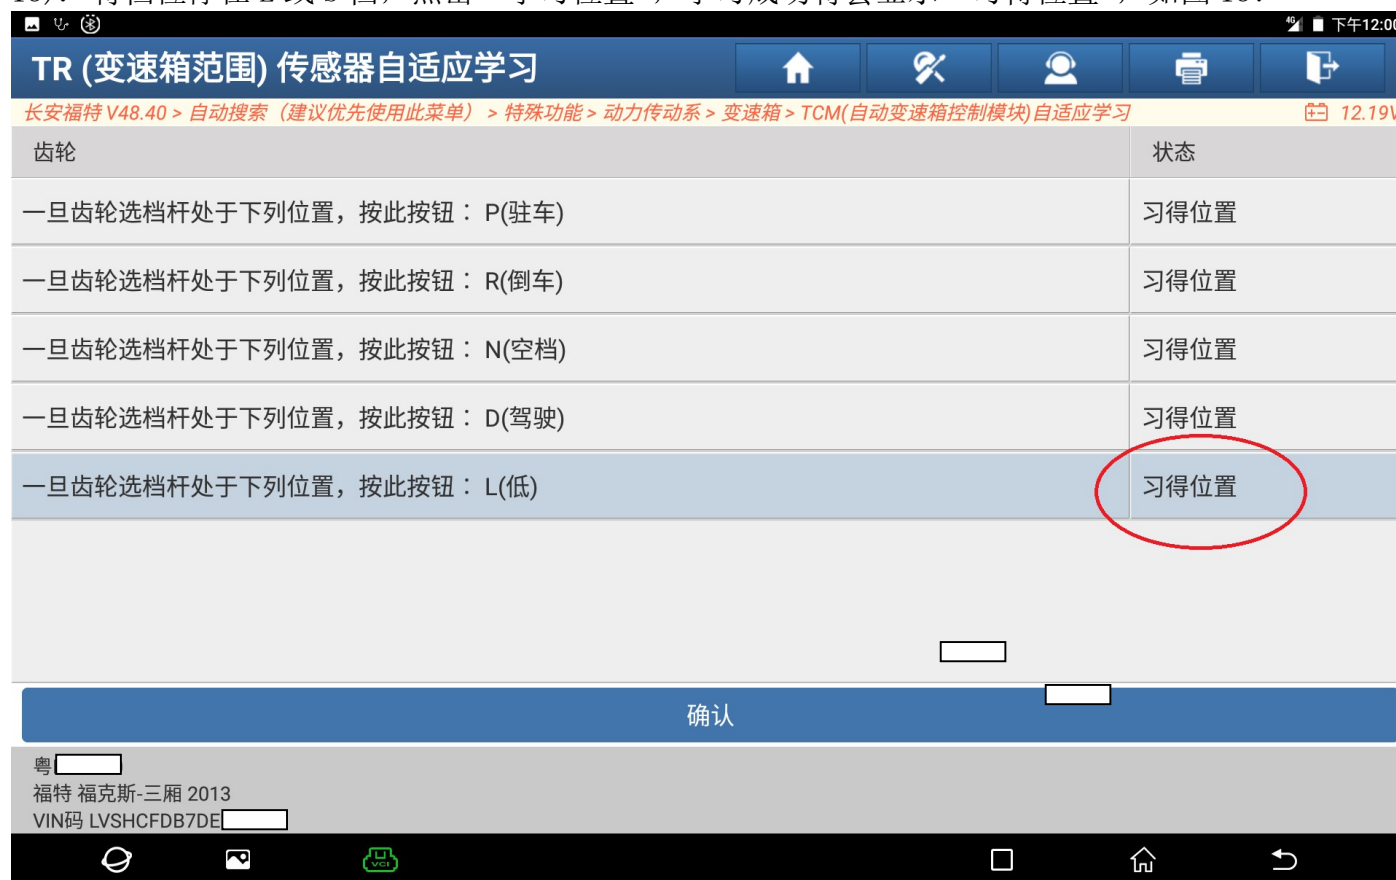 4G 下午12:00
TR (变速箱范围) 传感器自适应学习
长安福特 V48.40 > 自动搜索（建议优先使用此菜单） > 特殊功能 > 动力传动系 > 变速箱 > TCM(自动变速箱控制模块)自适应学习 12.19V
齿轮 状态
一旦齿轮选档杆处于下列位置，按此按钮： P(驻车) 习得位置
一旦齿轮选档杆处于下列位置，按此按钮： R(倒车) 习得位置
一旦齿轮选档杆处于下列位置，按此按钮： N(空档) 习得位置
一旦齿轮选档杆处于下列位置，按此按钮： D(驾驶) 习得位置
一旦齿轮选档杆处于下列位置，按此按钮： L(低) 习得位置
确认
粤
福特 福克斯-三厢 2013
VIN码 LVSHCFDB7DE
VCI